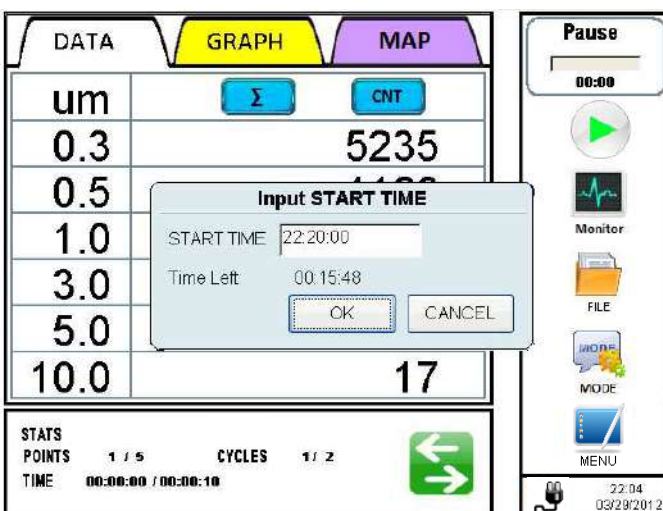 DATA GRAPH MAP
um Σ CNT
0.3 5235
0.5
1.0
3.0
5.0
10.0 17
Input START TIME
START TIME 22:20:00
Time Left 00:15:48
OK CANCEL
STATS
POINTS 1 / 5 CYCLES 1 / 2
TIME 00:00:00 / 00:00:10
Pause
00:00
Monitor
FILE
MODE
MODE
MENU
22:04
03/29/2012